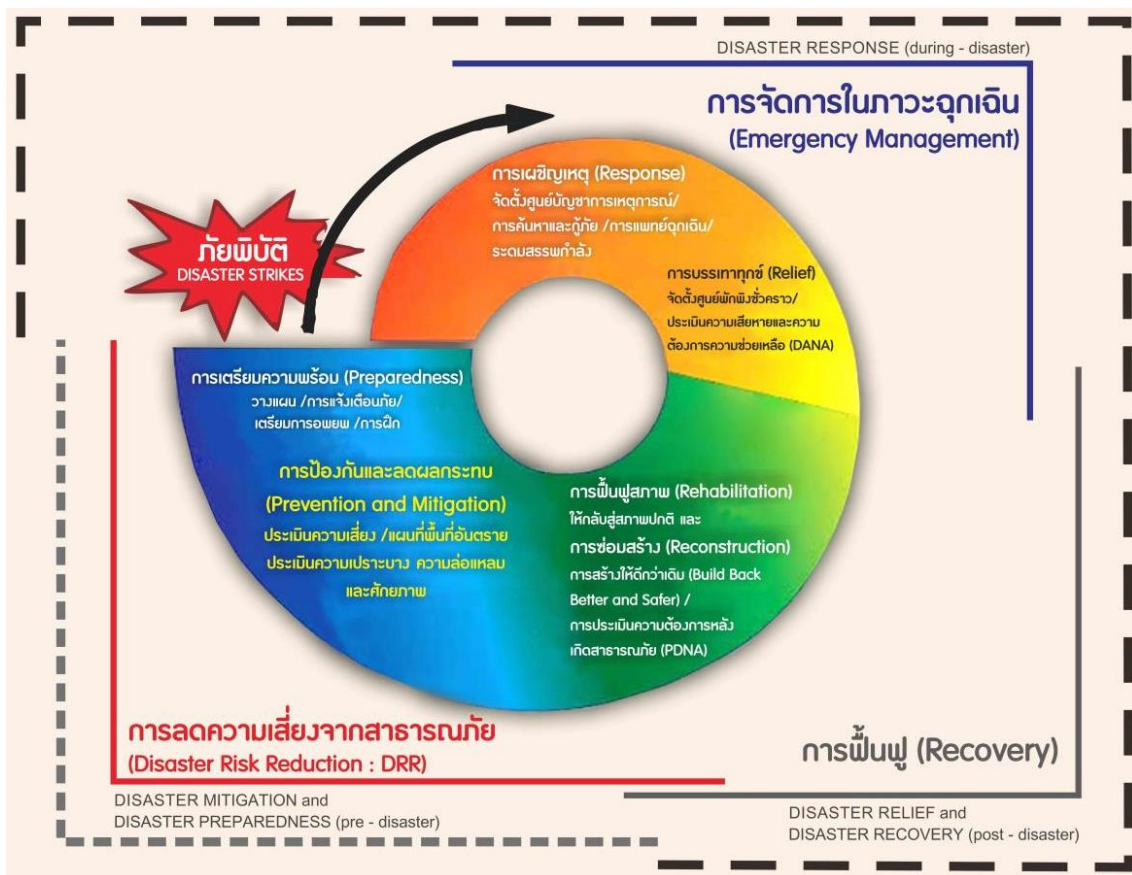 DISASTER RESPONSE (during - disaster)
การจัดการในภาวะฉุกเฉิน
(Emergency Management)
ภัยพิบัติ
DISASTER STRIKES
การเผชิญเหตุ (Response)
จัดตั้งศูนย์บัญชาการเหตุการณ์/
การค้นหาและกู้ภัย /การแพทย์ฉุกเฉิน/
ระดมสรรพกำลัง
การบรรเทาทุกข์ (Relief)
จัดตั้งศูนย์พักพิงชั่วคราว/
ประเมินความเสียหายและความ
ต้องการความช่วยเหลือ (DANA)
การเตรียมความพร้อม (Preparedness)
วางแผน /การแจ้งเตือนภัย/
เตรียมการอพยพ /การฝึก
การป้องกันและลดผลกระทบ
(Prevention and Mitigation)
ประเมินความเสี่ยง /แผนที่พื้นที่อันตราย
ประเมินความเปราะบาง ความล่อแหลม
และศักยภาพ
การฟื้นฟูสภาพ (Rehabilitation)
ให้กลับสู่สภาพปกติ และ
การซ่อมสร้าง (Reconstruction)
การสร้างให้ดีกว่าเดิม (Build Back
Better and Safer) /
การประเมินความต้องการหลัง
เกิดสาธารณภัย (PDNA)
การลดความเสี่ยงจากสาธารณภัย
(Disaster Risk Reduction : DRR)
DISASTER MITIGATION and
DISASTER PREPAREDNESS (pre - disaster)
การฟื้นฟู (Recovery)
DISASTER RELIEF and
DISASTER RECOVERY (post - disaster)